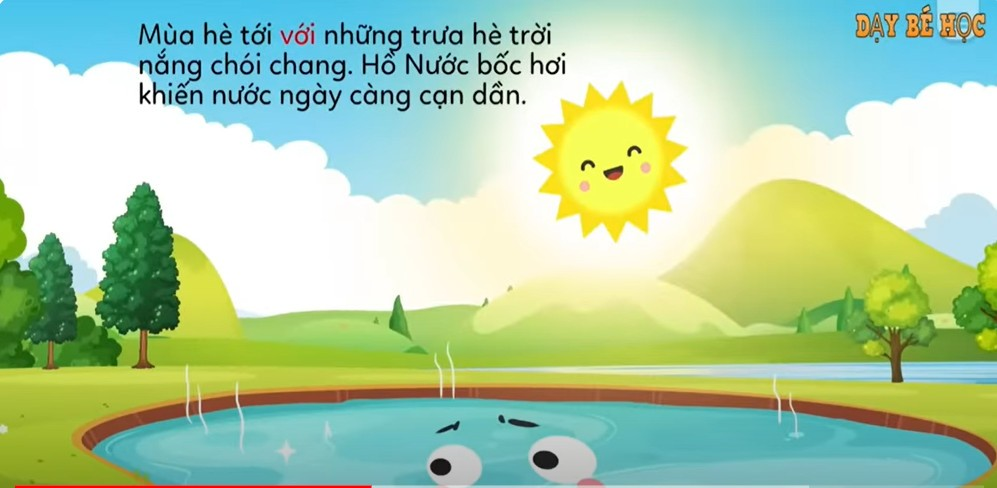 Mùa hè tới với những trưa hè trời
nắng chói chang. Hồ Nước bốc hơi
khiến nước ngày càng cạn dần.
DẠY BÉ HỌC